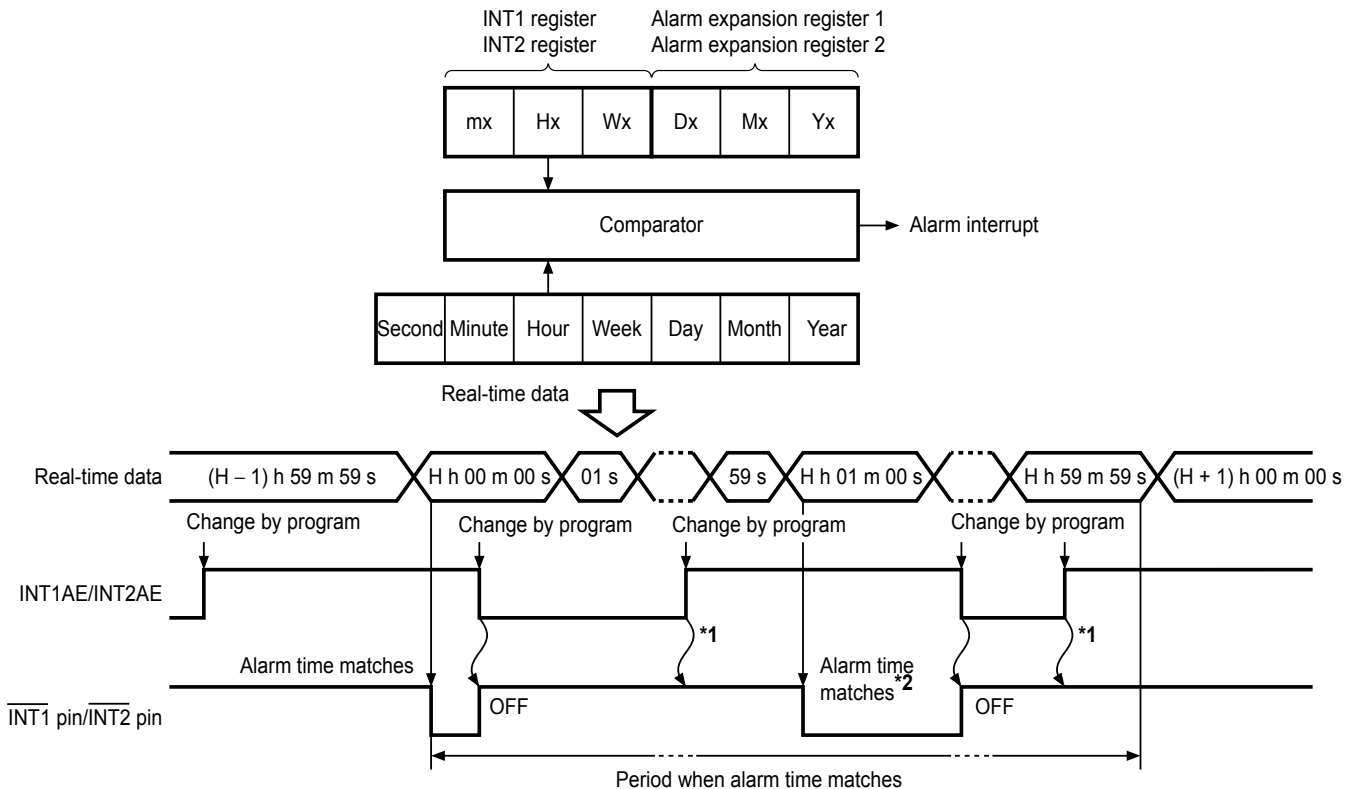 INT1 register
INT2 register
Alarm expansion register 1
Alarm expansion register 2
mx Hx Wx Dx Mx Yx
Comparator
Alarm interrupt
Second Minute Hour Week Day Month Year
Real-time data
Real-time data
(H – 1) h 59 m 59 s
H h 00 m 00 s
01 s
59 s
H h 01 m 00 s
H h 59 m 59 s
(H + 1) h 00 m 00 s
Change by program
Change by program
Change by program
Change by program
INT1AE/INT2AE
*1
*1
Alarm time matches
Alarm time
matches*2
INT1 pin/INT2 pin
OFF
OFF
Period when alarm time matches